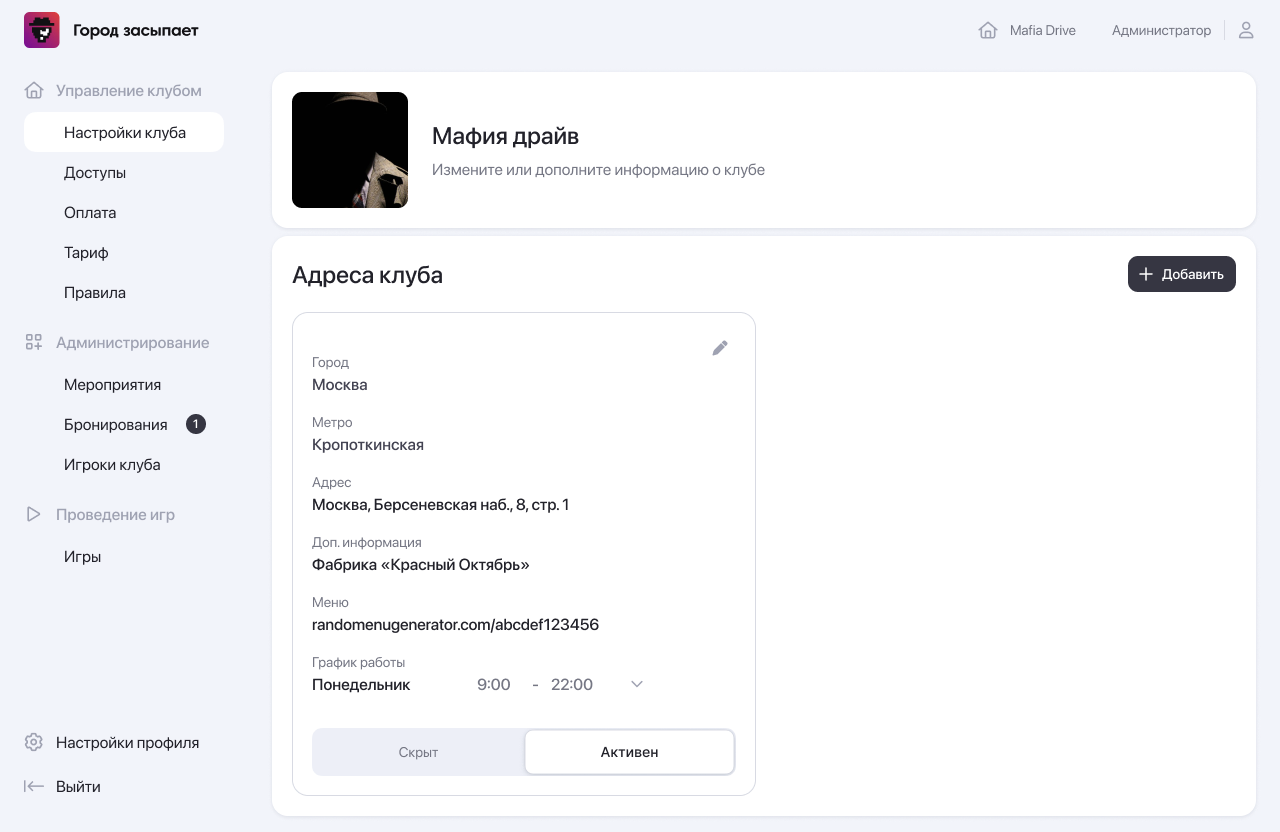 Город засыпает
Mafia Drive
Администратор
Управление клубом
Настройки клуба
Доступы
Оплата
Тариф
Правила
Администрирование
Мероприятия
Бронирования 1
Игроки клуба
Проведение игр
Игры
Настройки профиля
Выйти
Мафия драйв
Измените или дополните информацию о клубе
Адреса клуба
Добавить
Город
Москва
Метро
Кропоткинская
Адрес
Москва, Берсеневская наб., 8, стр. 1
Доп. информация
Фабрика «Красный Октябрь»
Меню
randomenugenerator.com/abcdef123456
График работы
Понедельник 9:00 - 22:00
Скрыт
Активен